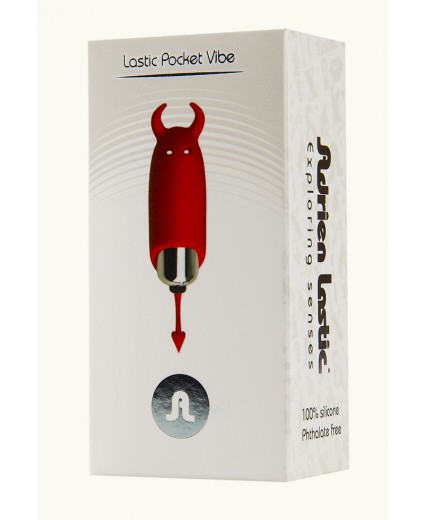 Lastic Pocket Vibe
Adrien Lastic
Exploring senses
100% silicone
Phthalate free